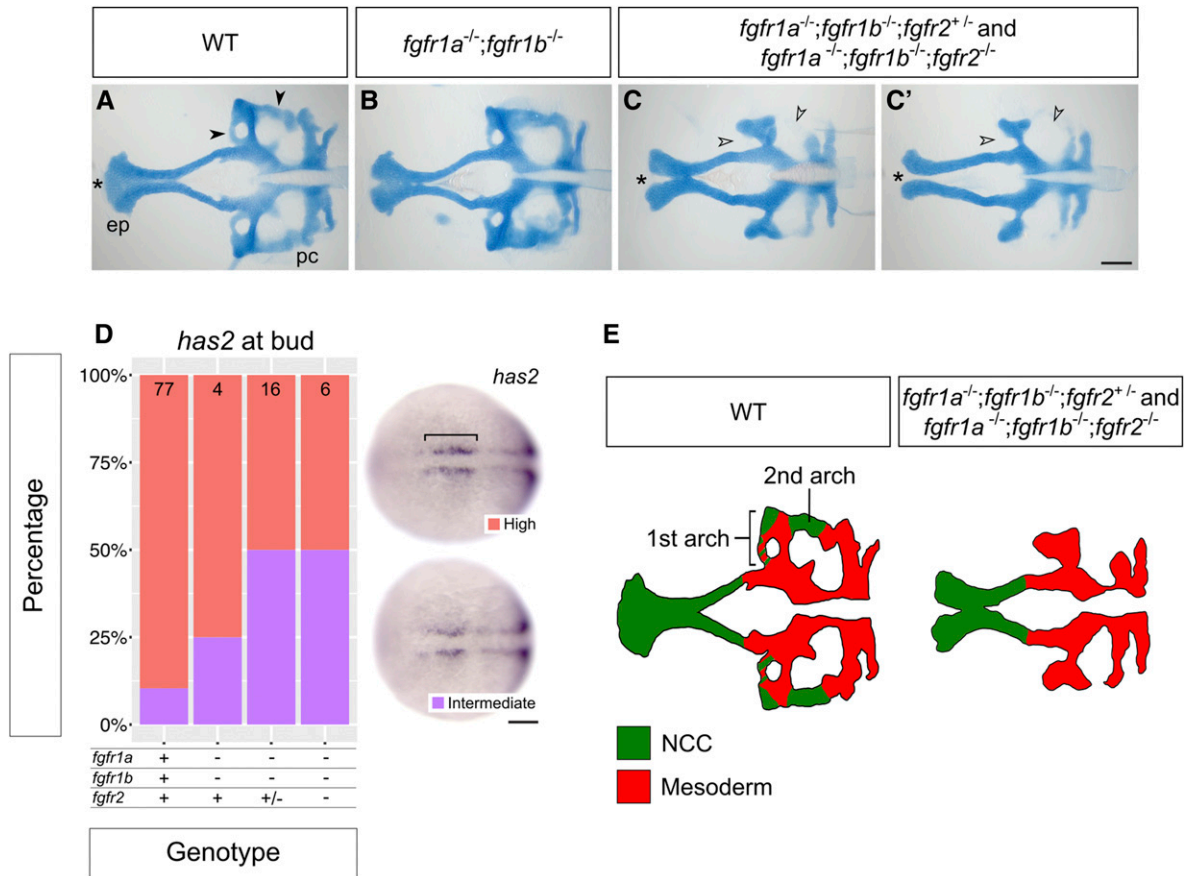 WT
fgfr1a-/-;fgfr1b-/-
fgfr1a-/-;fgfr1b-/-;fgfr2+/- and
fgfr1a-/-;fgfr1b-/-;fgfr2-/-
A
B
C
C'
*
*
*
ep
pc
D
has2 at bud
E
Percentage
100%
75%
50%
25%
0%
77 4 16 6
has2
High
Intermediate
fgfr1a + - - -
fgfr1b + - - -
fgfr2 + + +/- -
Genotype
WT
fgfr1a-/-;fgfr1b-/-;fgfr2+/- and
fgfr1a-/-;fgfr1b-/-;fgfr2-/-
2nd arch
1st arch
NCC
Mesoderm